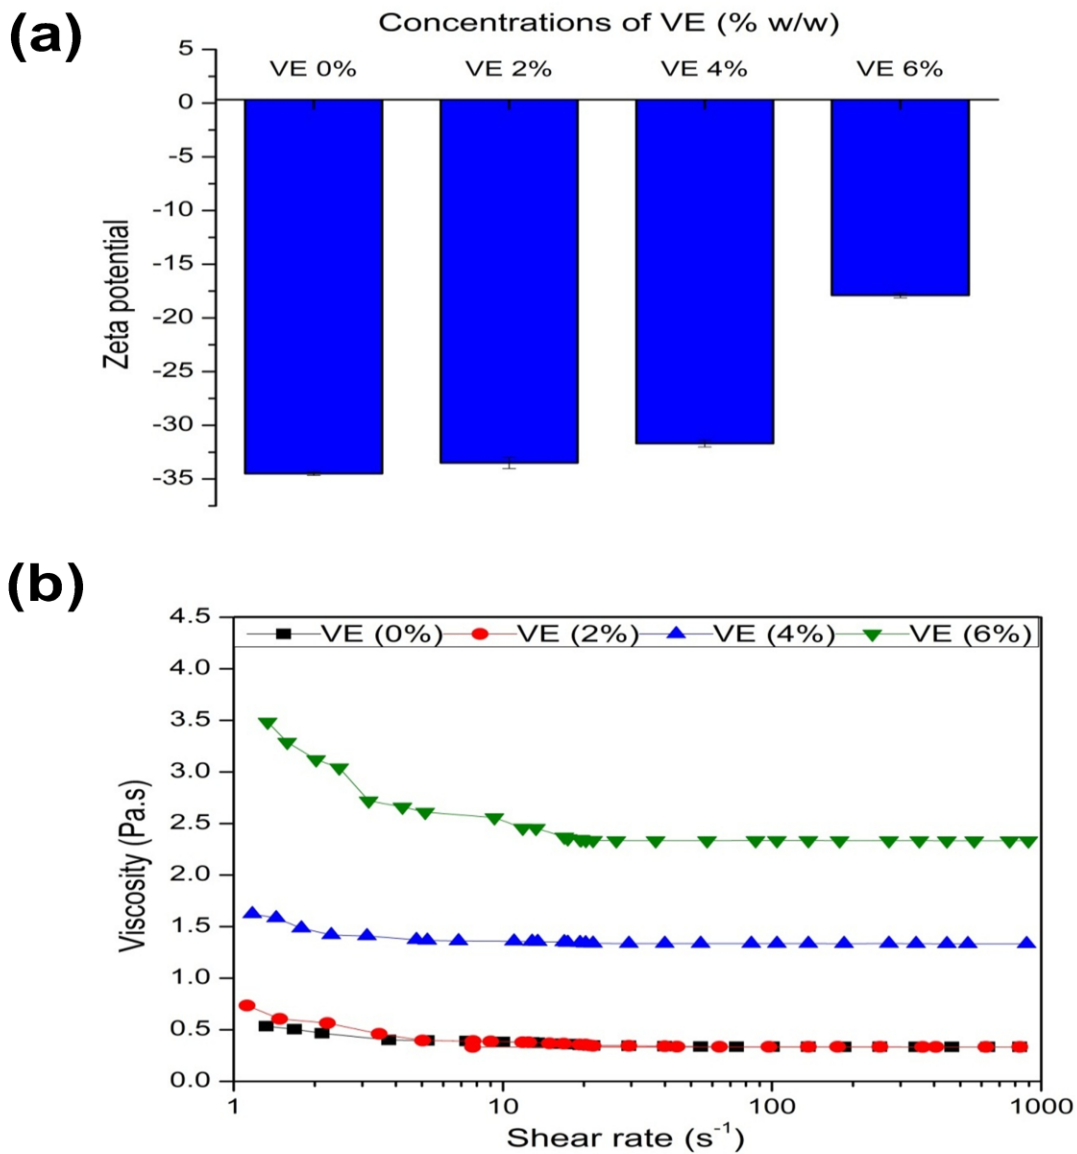 (a)
Concentrations of VE (% w/w)
VE 0% VE 2% VE 4% VE 6%
5
0
-5
-10
-15
-20
-25
-30
-35
Zeta potential
(b)
VE (0%) VE (2%) VE (4%) VE (6%)
4.5
4.0
3.5
3.0
2.5
2.0
1.5
1.0
0.5
0.0
Viscosity (Pa.s)
1 10 100 1000
Shear rate (s⁻¹)